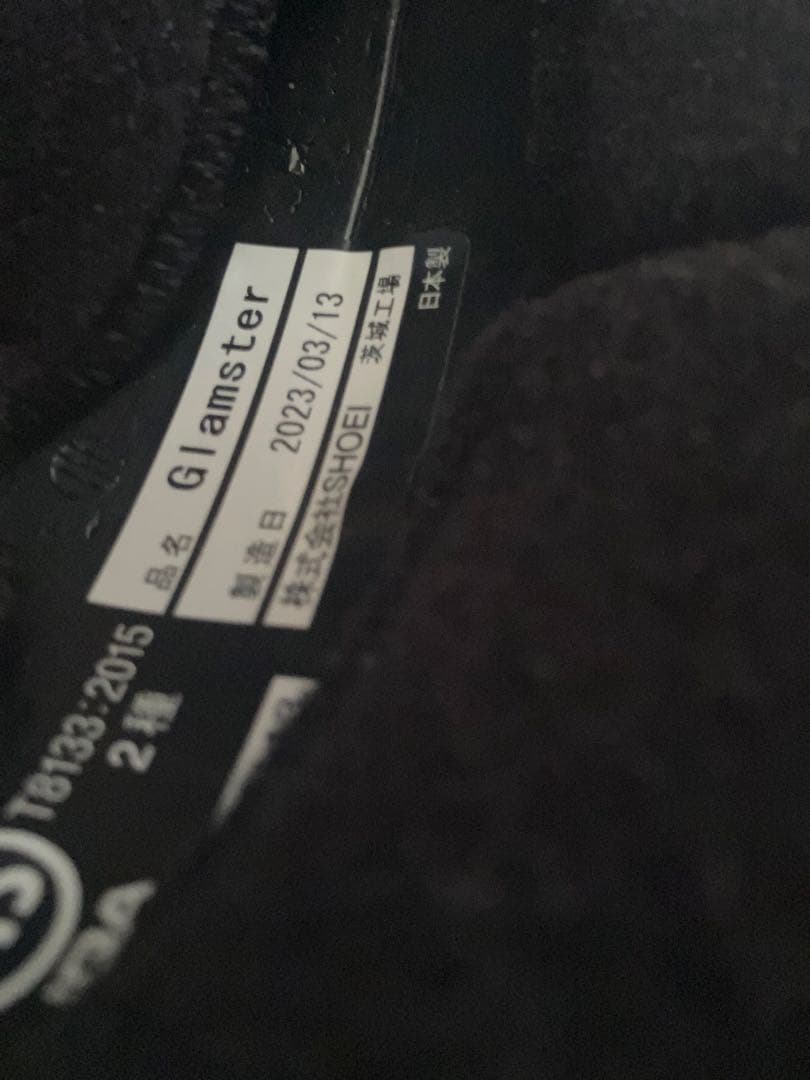 品名 Glamster
製造日 2023/03/13
株式会社SHOEI 茨城工場
日本製
T8133:2015
2種